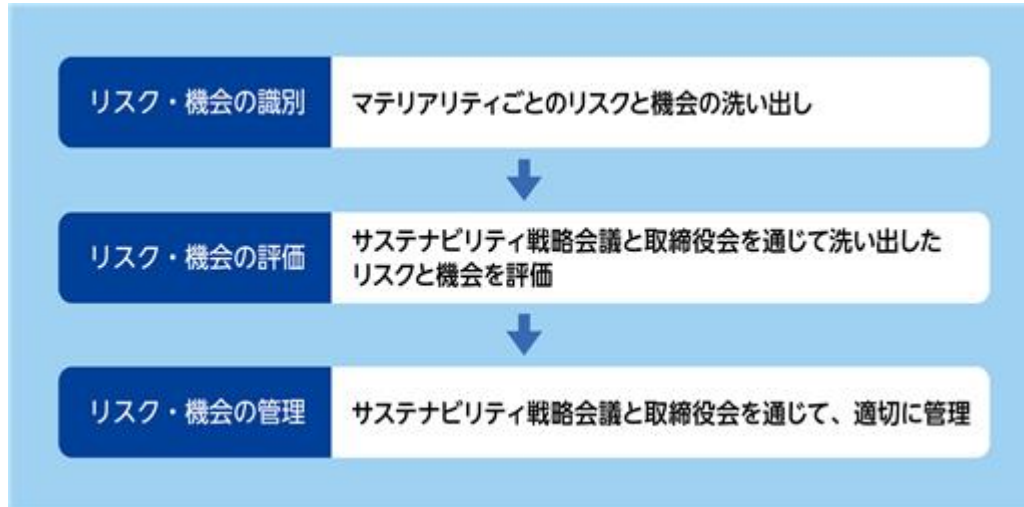 リスク・機会の識別
マテリアリティごとのリスクと機会の洗い出し
リスク・機会の評価
サステナビリティ戦略会議と取締役会を通じて洗い出した
リスクと機会を評価
リスク・機会の管理
サステナビリティ戦略会議と取締役会を通じて、適切に管理